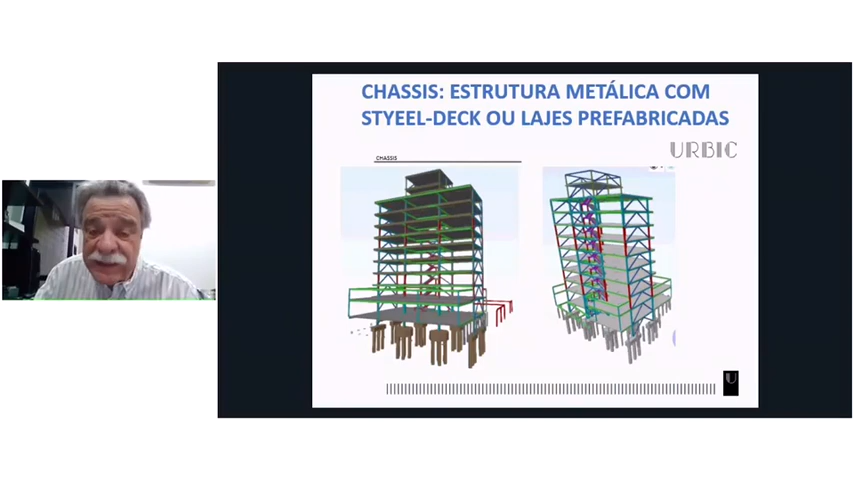 CHASSIS: ESTRUTURA METÁLICA COM
STYEEL-DECK OU LAJES PREFABRICADAS
URBIC
CHASSIS
U